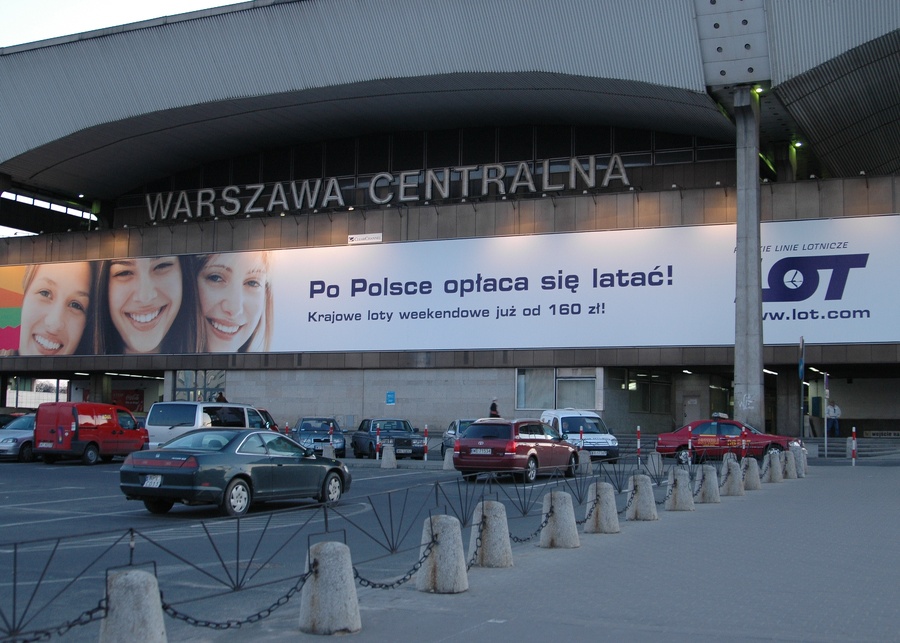 WARSZAWA CENTRALNA
Po Polsce opłaca się latać!
Krajowe loty weekendowe już od 160 zł!
LINIE LOTNICZE
LOT
.lot.com